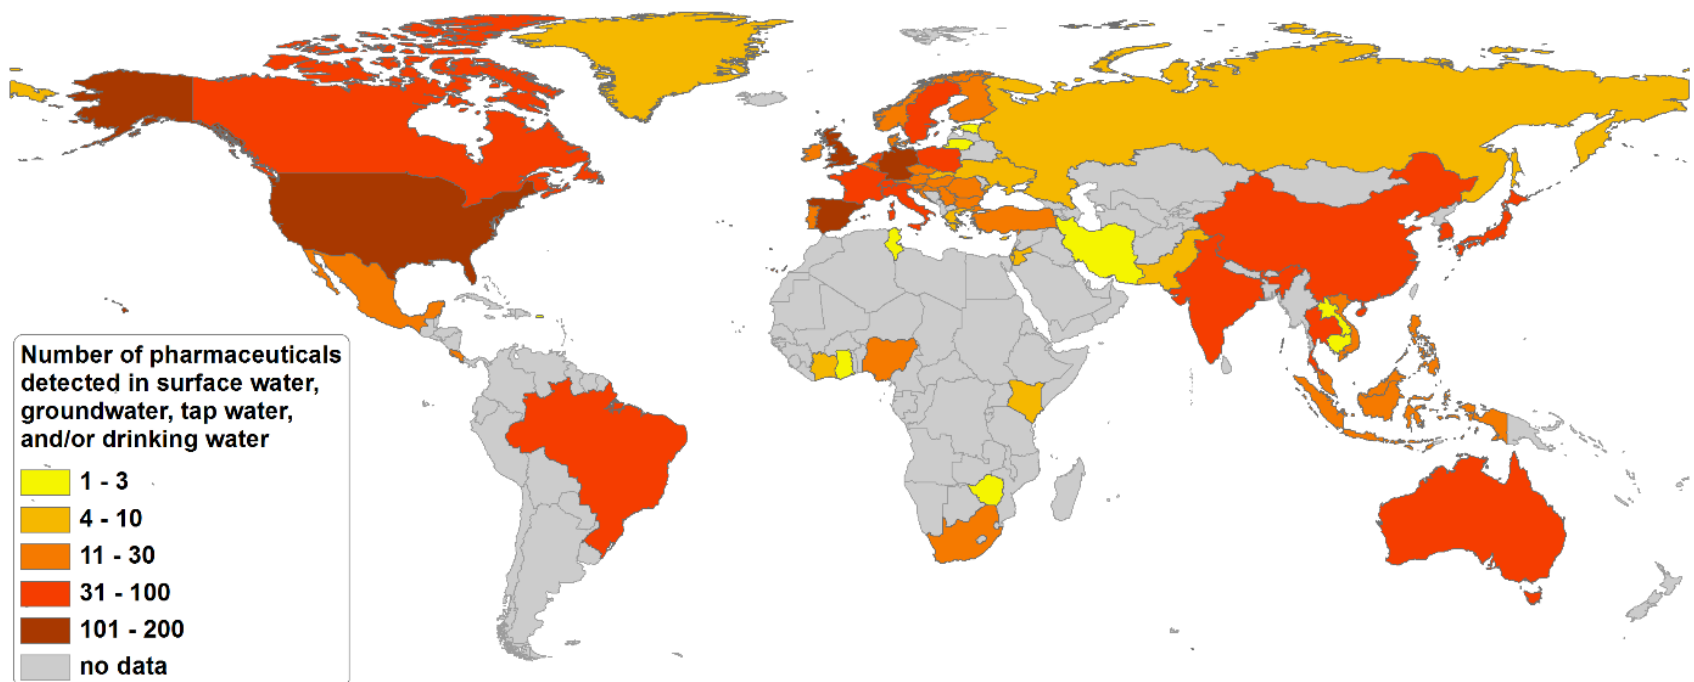 Number of pharmaceuticals
detected in surface water,
groundwater, tap water,
and/or drinking water
1 - 3
4 - 10
11 - 30
31 - 100
101 - 200
no data